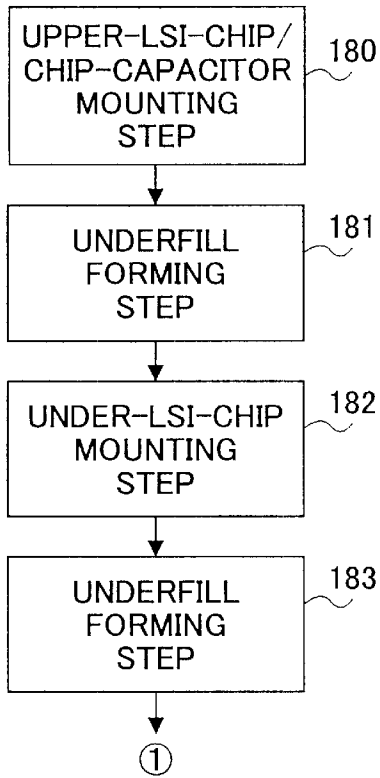 UPPER-LSI-CHIP/
CHIP-CAPACITOR
MOUNTING
STEP
180
UNDERFILL
FORMING
STEP
181
UNDER-LSI-CHIP
MOUNTING
STEP
182
UNDERFILL
FORMING
STEP
183
①